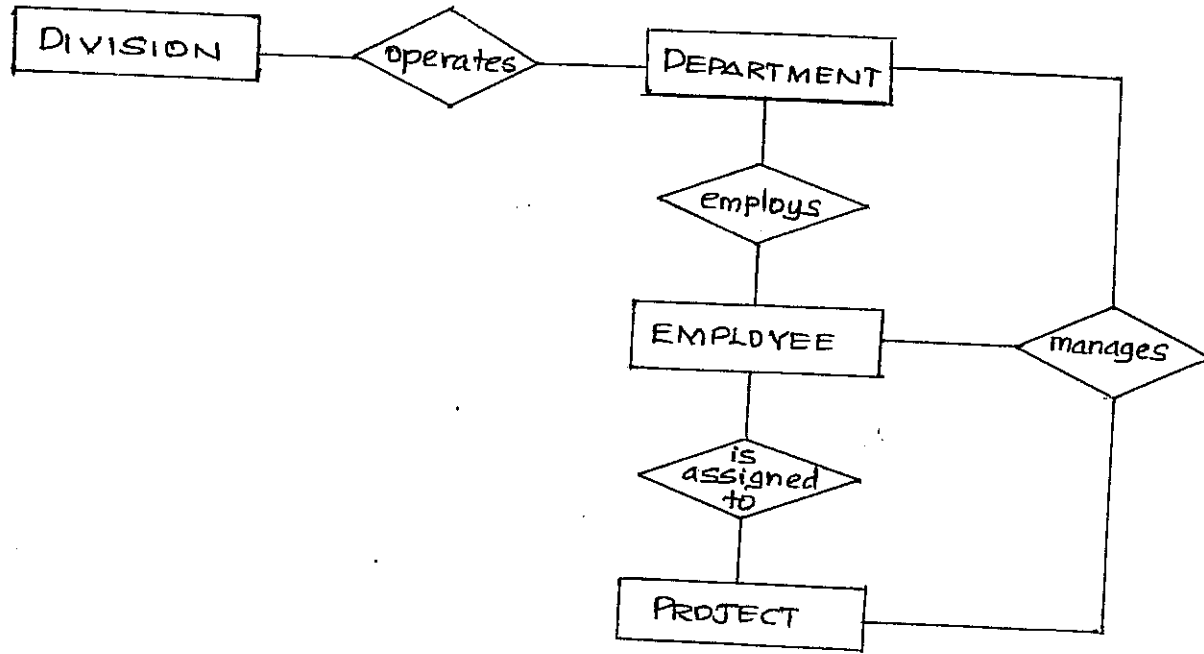 DIVISION
operates
DEPARTMENT
employs
EMPLOYEE
manages
is
assigned
to
PROJECT